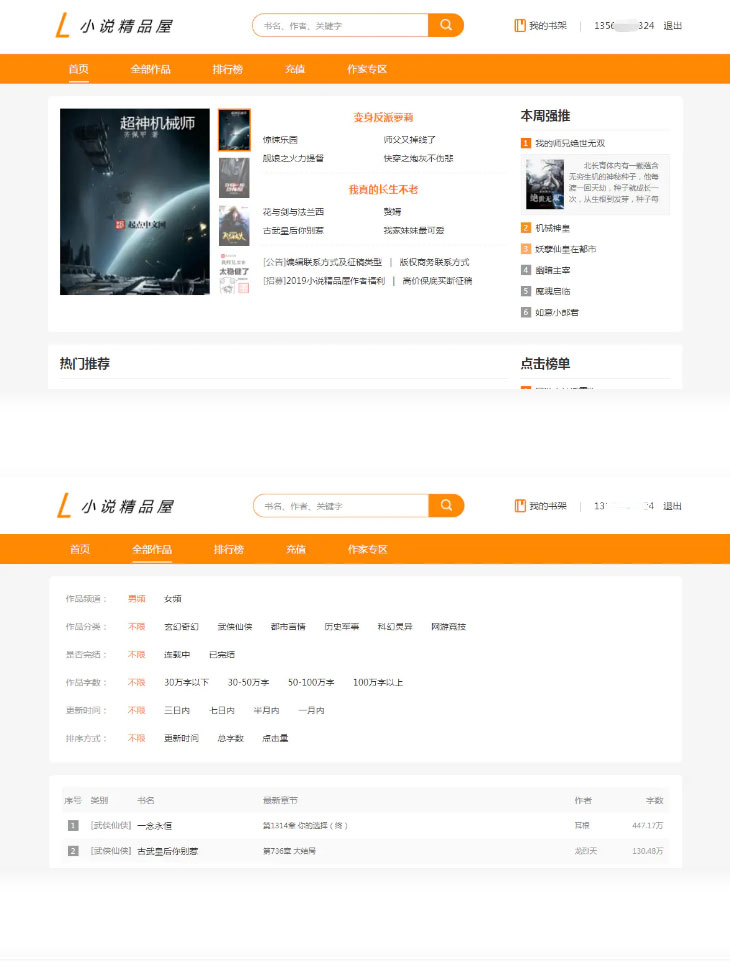 小说精品屋
书名、作者、关键字
我的书架 | 1356 324 退出
首页 全部作品 排行榜 充值 作家专区
超神机械师
齐佩甲 著
起点中文网
变身反派萝莉
惊悚乐园 师父又掉线了
舰娘之火力提督 快穿之炮灰不伤悲
我真的长生不老
花与剑与法兰西 赘婿
古武皇后你别惹 我家妹妹最可爱
[公告]编辑联系方式及征稿类型 | 版权商务联系方式
[招募]2019小说精品屋作者福利 | 高价保底买断征稿
本周强推
1 我的师兄绝世无双
北长青体内有一颗蕴含
无穷生机的神秘种子,他每
渡一回天劫,种子就成长一
次,从生根到发芽,种子每
2 机械神皇
3 妖孽仙皇在都市
4 幽暗主宰
5 魔魂启临
6 如意小郎君
热门推荐
点击榜单
小说精品屋
书名、作者、关键字
我的书架 | 13 4 退出
首页 全部作品 排行榜 充值 作家专区
作品频道: 男频 女频
作品分类: 不限 玄幻奇幻 武侠仙侠 都市言情 历史军事 科幻灵异 网游竞技
是否完结: 不限 连载中 已完结
作品字数: 不限 30万字以下 30-50万字 50-100万字 100万字以上
更新时间: 不限 三日内 七日内 半月内 一月内
排序方式: 不限 更新时间 总字数 点击量
序号 类别 书名 最新章节 作者 字数
1 [武侠仙侠] 一念永恒 第1314章 你的选择(终) 耳根 447.17万
2 [武侠仙侠] 古武皇后你别惹 第736章 大结局 130.48万